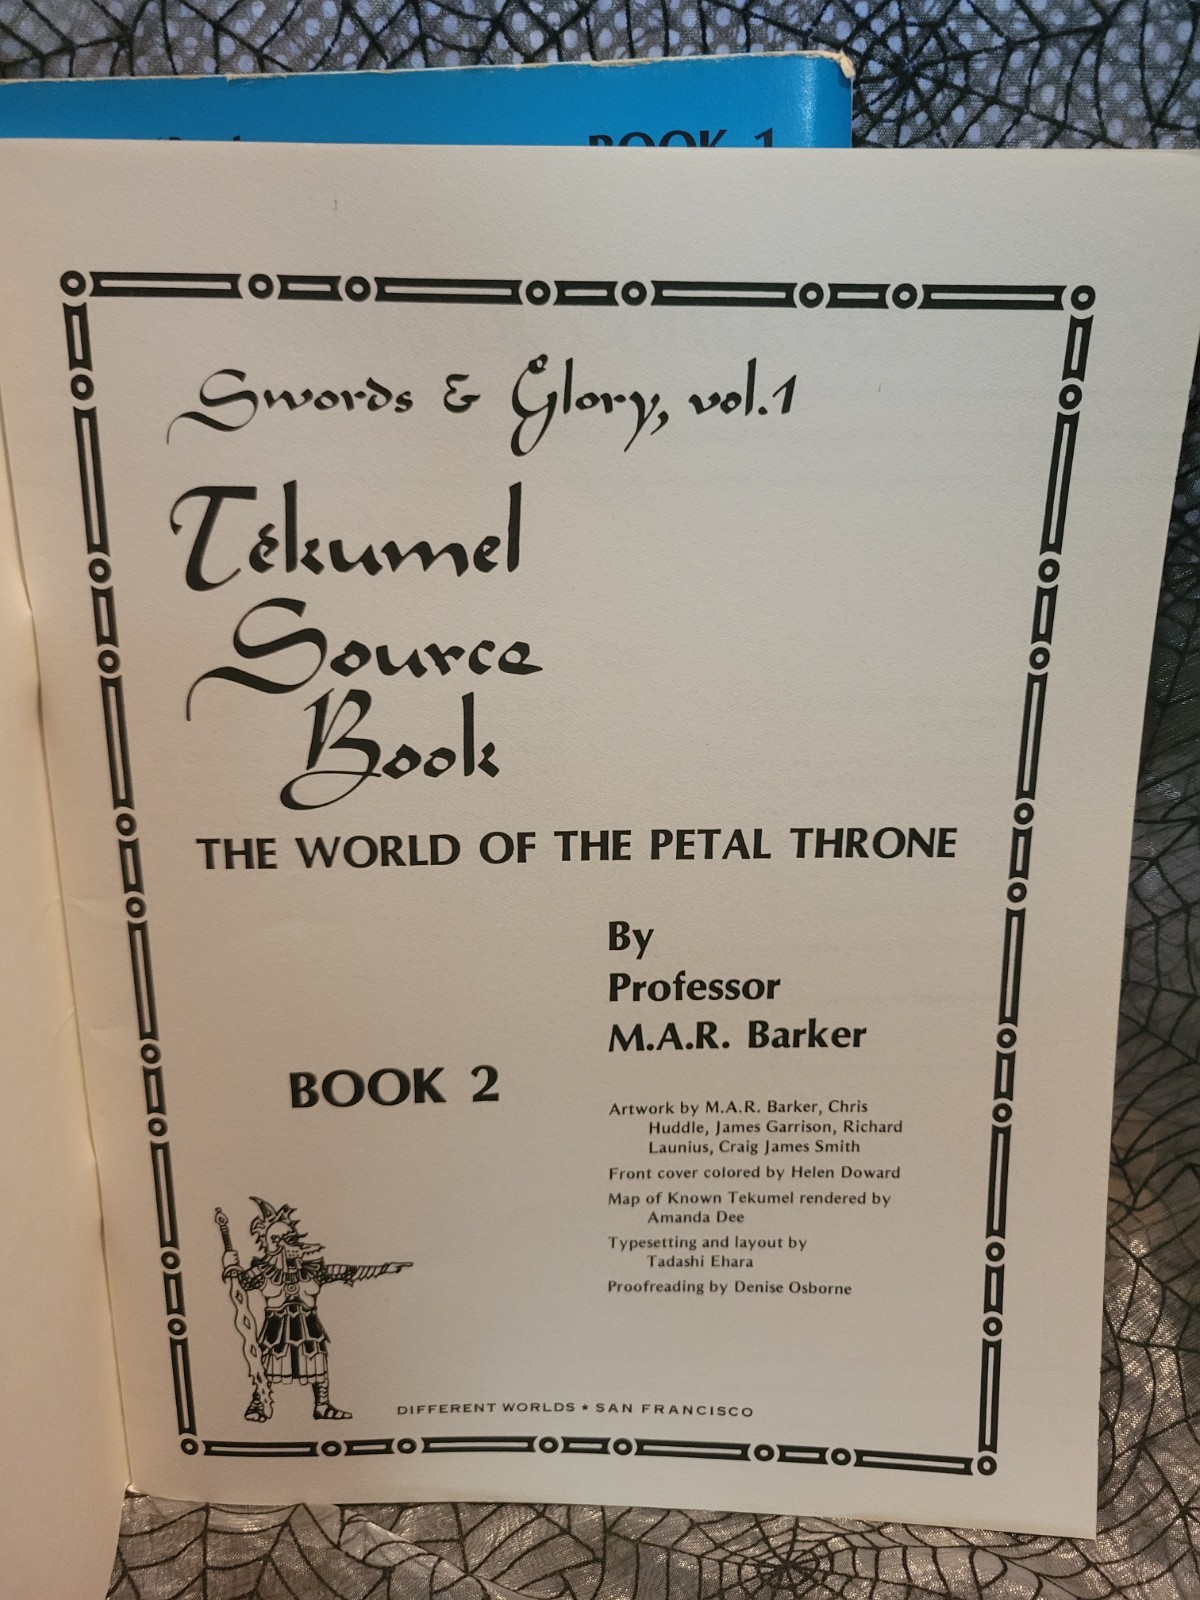 BOOK 1
Swords & Glory, vol.1
Tekumel
Source
Book
THE WORLD OF THE PETAL THRONE
By
Professor
M.A.R. Barker
BOOK 2
Artwork by M.A.R. Barker, Chris
Huddle, James Garrison, Richard
Launius, Craig James Smith
Front cover colored by Helen Doward
Map of Known Tekumel rendered by
Amanda Dee
Typesetting and layout by
Tadashi Ehara
Proofreading by Denise Osborne
DIFFERENT WORLDS ★ SAN FRANCISCO